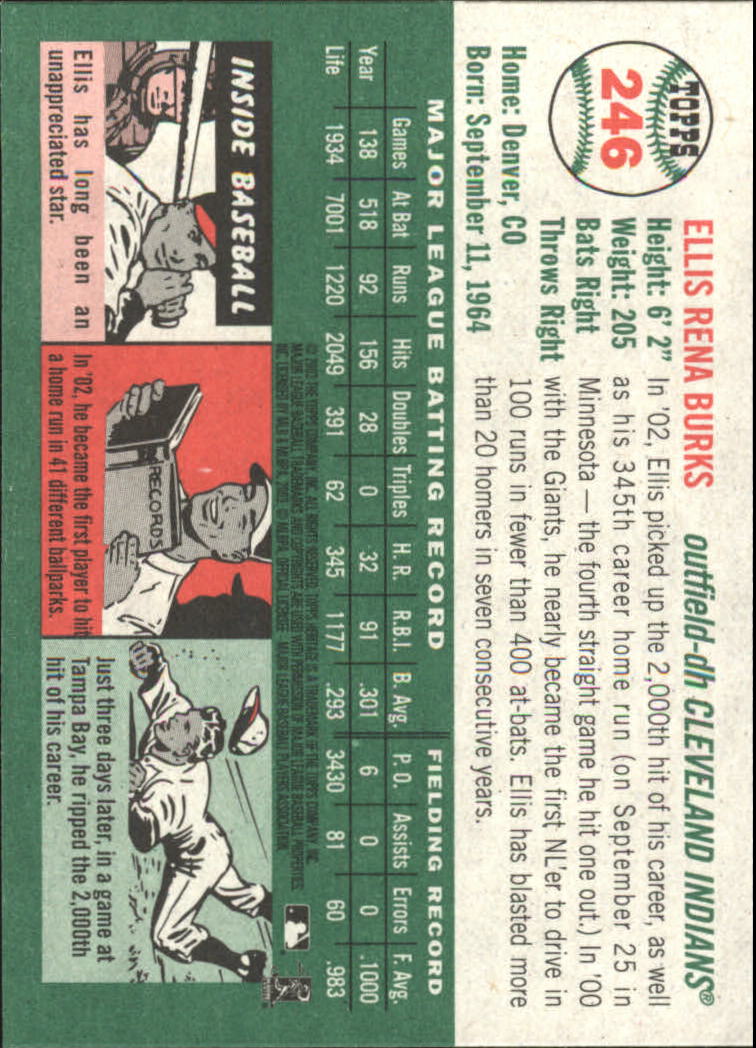 TOPPS
246
ELLIS RENA BURKS outfield-dh CLEVELAND INDIANS®
Height: 6' 2"
Weight: 205
Bats Right
Throws Right
Home: Denver, CO
Born: September 11, 1964
In '02, Ellis picked up the 2,000th hit of his career, as well
as his 345th career home run (on September 25 in
Minnesota — the fourth straight game he hit one out.) In '00
with the Giants, he nearly became the first NL'er to drive in
100 runs in fewer than 400 at-bats. Ellis has blasted more
than 20 homers in seven consecutive years.
MAJOR LEAGUE BATTING RECORD FIELDING RECORD
Year Games At Bat Runs Hits Doubles Triples H. R. R.B.I. B. Avg. P. O. Assists Errors F. Avg.
138 518 92 156 28 0 32 91 .301 6 0 0 .1000
Life 1934 7001 1220 2049 391 62 345 1177 .293 3430 81 60 .983
INSIDE BASEBALL
Ellis has long been an
unappreciated star.
RECORDS
In '02, he became the first player to hit
a home run in 41 different ballparks.
Just three days later, in a game at
Tampa Bay, he ripped the 2,000th
hit of his career.